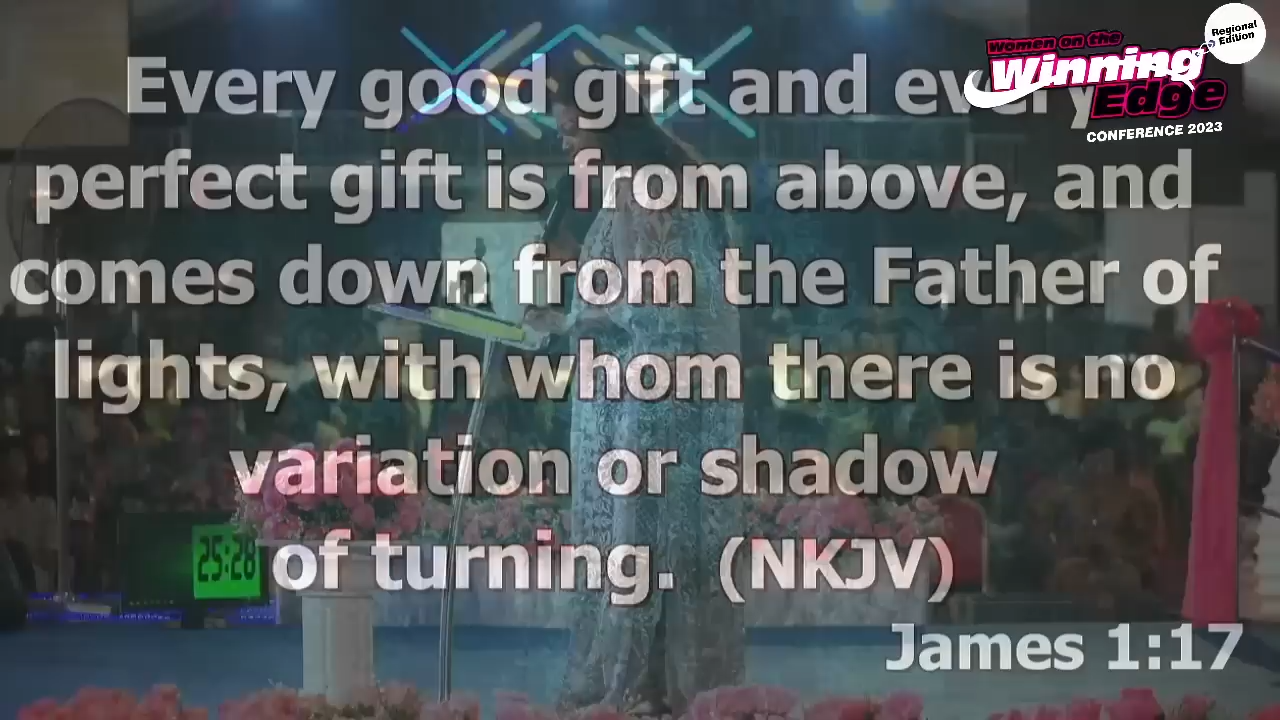 Every good gift and every
perfect gift is from above, and
comes down from the Father of
lights, with whom there is no
variation or shadow
of turning. (NKJV)
James 1:17
Women on the
Winning
Edge
Regional
Edition
CONFERENCE 2023
25:28